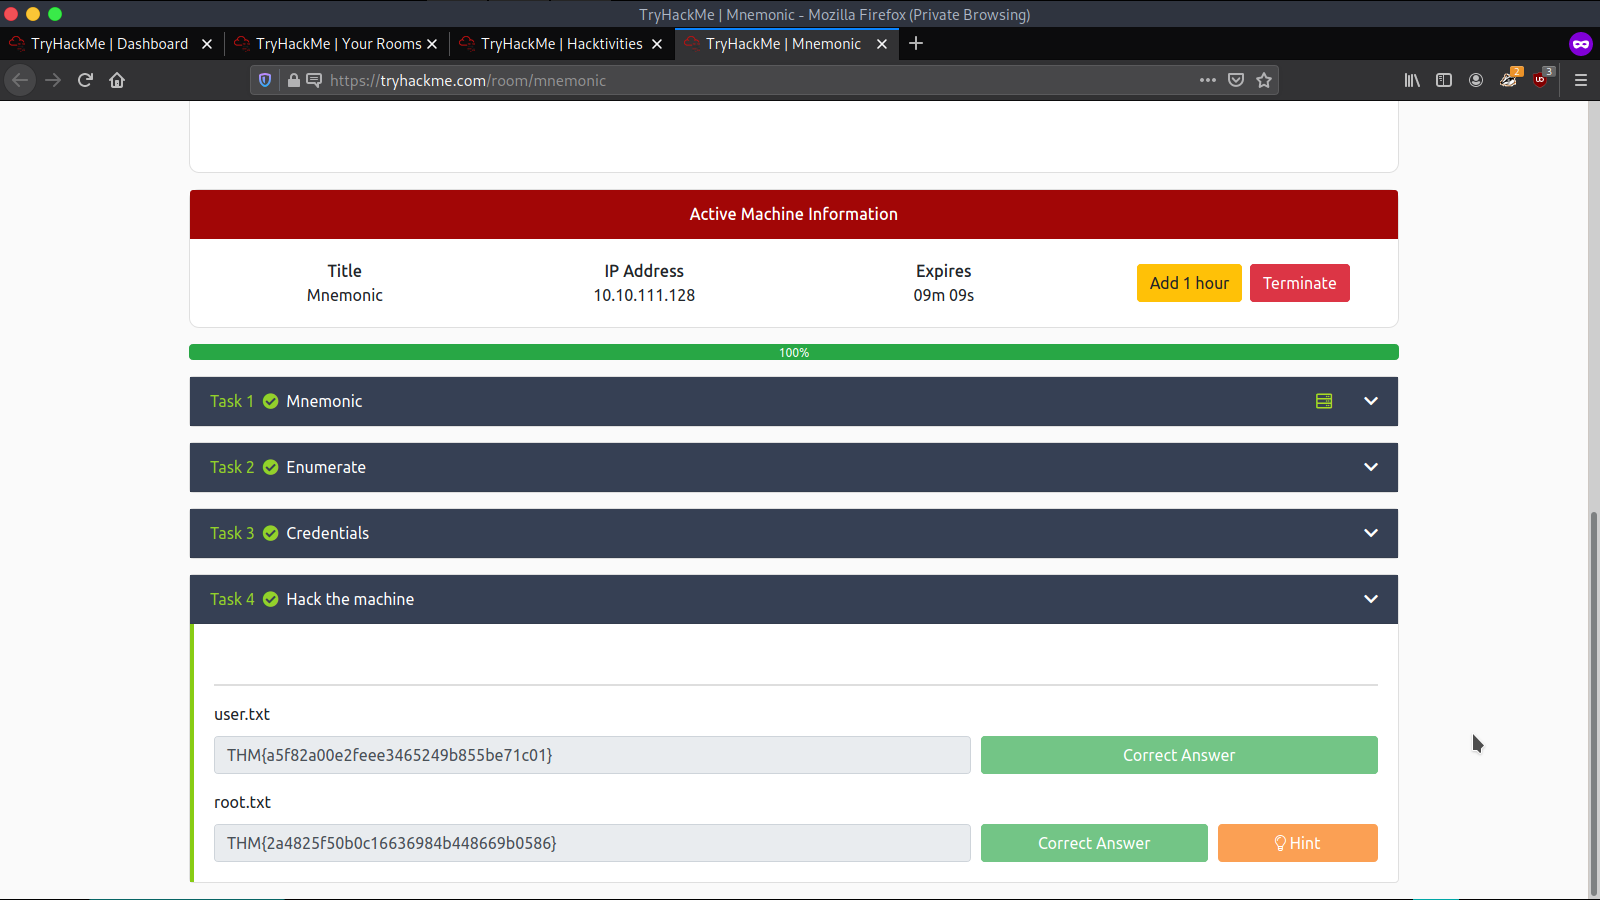 TryHackMe | Mnemonic - Mozilla Firefox (Private Browsing)
TryHackMe | Dashboard
TryHackMe | Your Rooms
TryHackMe | Hacktivities
TryHackMe | Mnemonic
https://tryhackme.com/room/mnemonic
2
3
Active Machine Information
Title
IP Address
Expires
Mnemonic
10.10.111.128
09m 09s
Add 1 hour
Terminate
100%
Task 1 Mnemonic
Task 2 Enumerate
Task 3 Credentials
Task 4 Hack the machine
user.txt
THM{a5f82a00e2feee3465249b855be71c01}
Correct Answer
root.txt
THM{2a4825f50b0c16636984b448669b0586}
Correct Answer
Hint